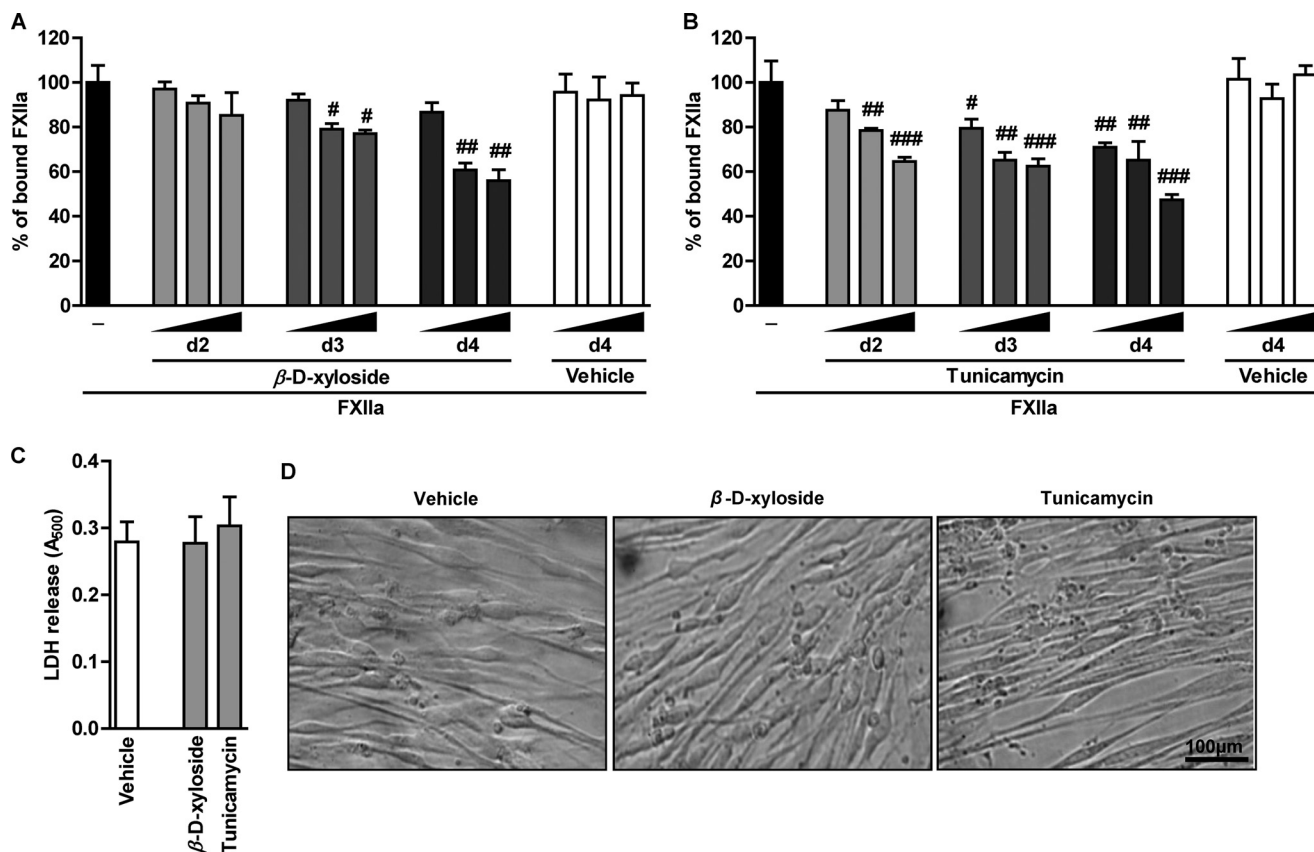 A
% of bound FXIIa
120
100
80
60
40
20
0
# #
## ##
–
d2 d3 d4 d4
β-D-xyloside Vehicle
FXIIa
B
% of bound FXIIa
120
100
80
60
40
20
0
## ###
# ## ###
## ## ###
–
d2 d3 d4 d4
Tunicamycin Vehicle
FXIIa
C
LDH release (A500)
0.4
0.3
0.2
0.1
0.0
Vehicle
β-D-xyloside
Tunicamycin
D
Vehicle β-D-xyloside Tunicamycin
100μm